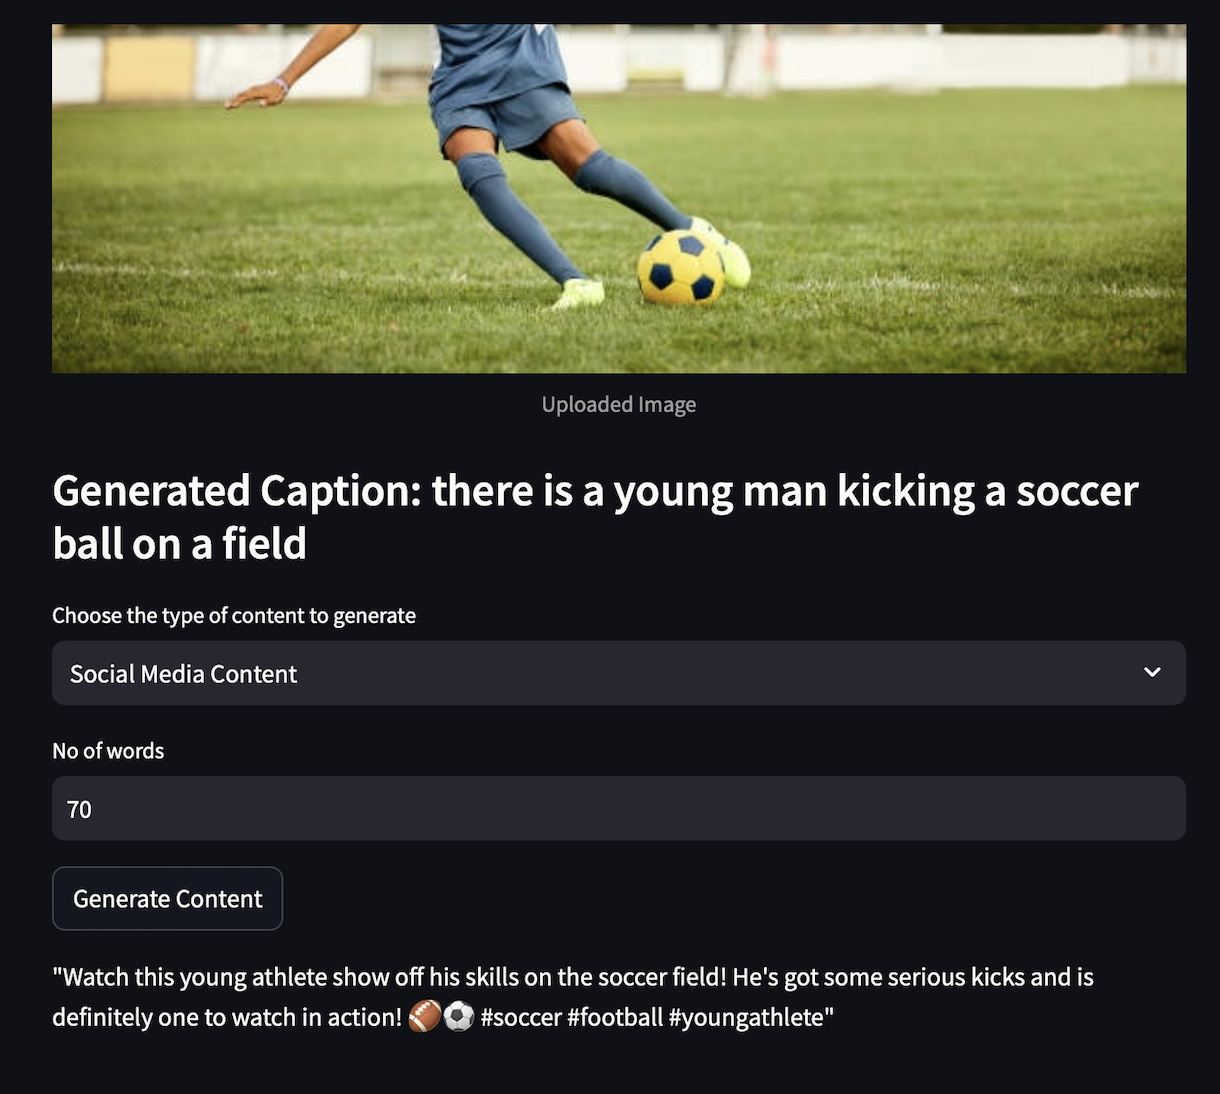 Uploaded Image
Generated Caption: there is a young man kicking a soccer
ball on a field
Choose the type of content to generate
Social Media Content
No of words
70
Generate Content
"Watch this young athlete show off his skills on the soccer field! He's got some serious kicks and is
definitely one to watch in action! 🏈⚽ #soccer #football #youngathlete"